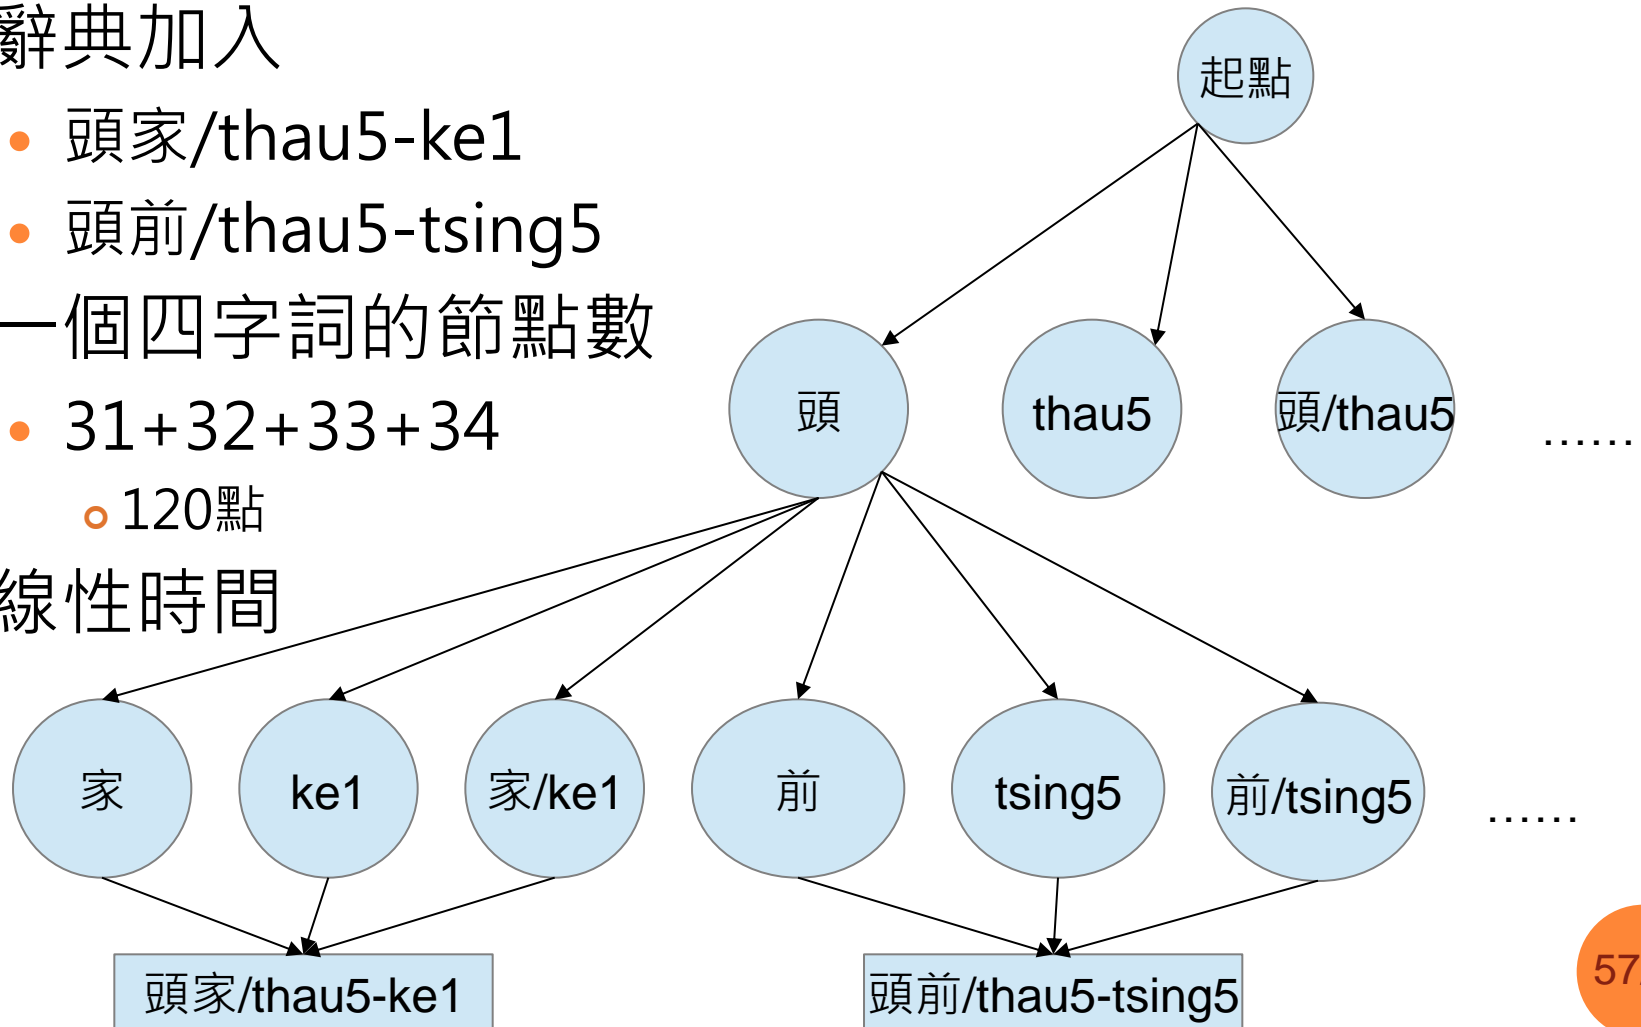 辭典加入
頭家/thau5-ke1
頭前/thau5-tsing5
一個四字詞的節點數
31+32+33+34
120點
線性時間
起點
頭
thau5
頭/thau5
......
家
ke1
家/ke1
前
tsing5
前/tsing5
......
頭家/thau5-ke1
頭前/thau5-tsing5
57